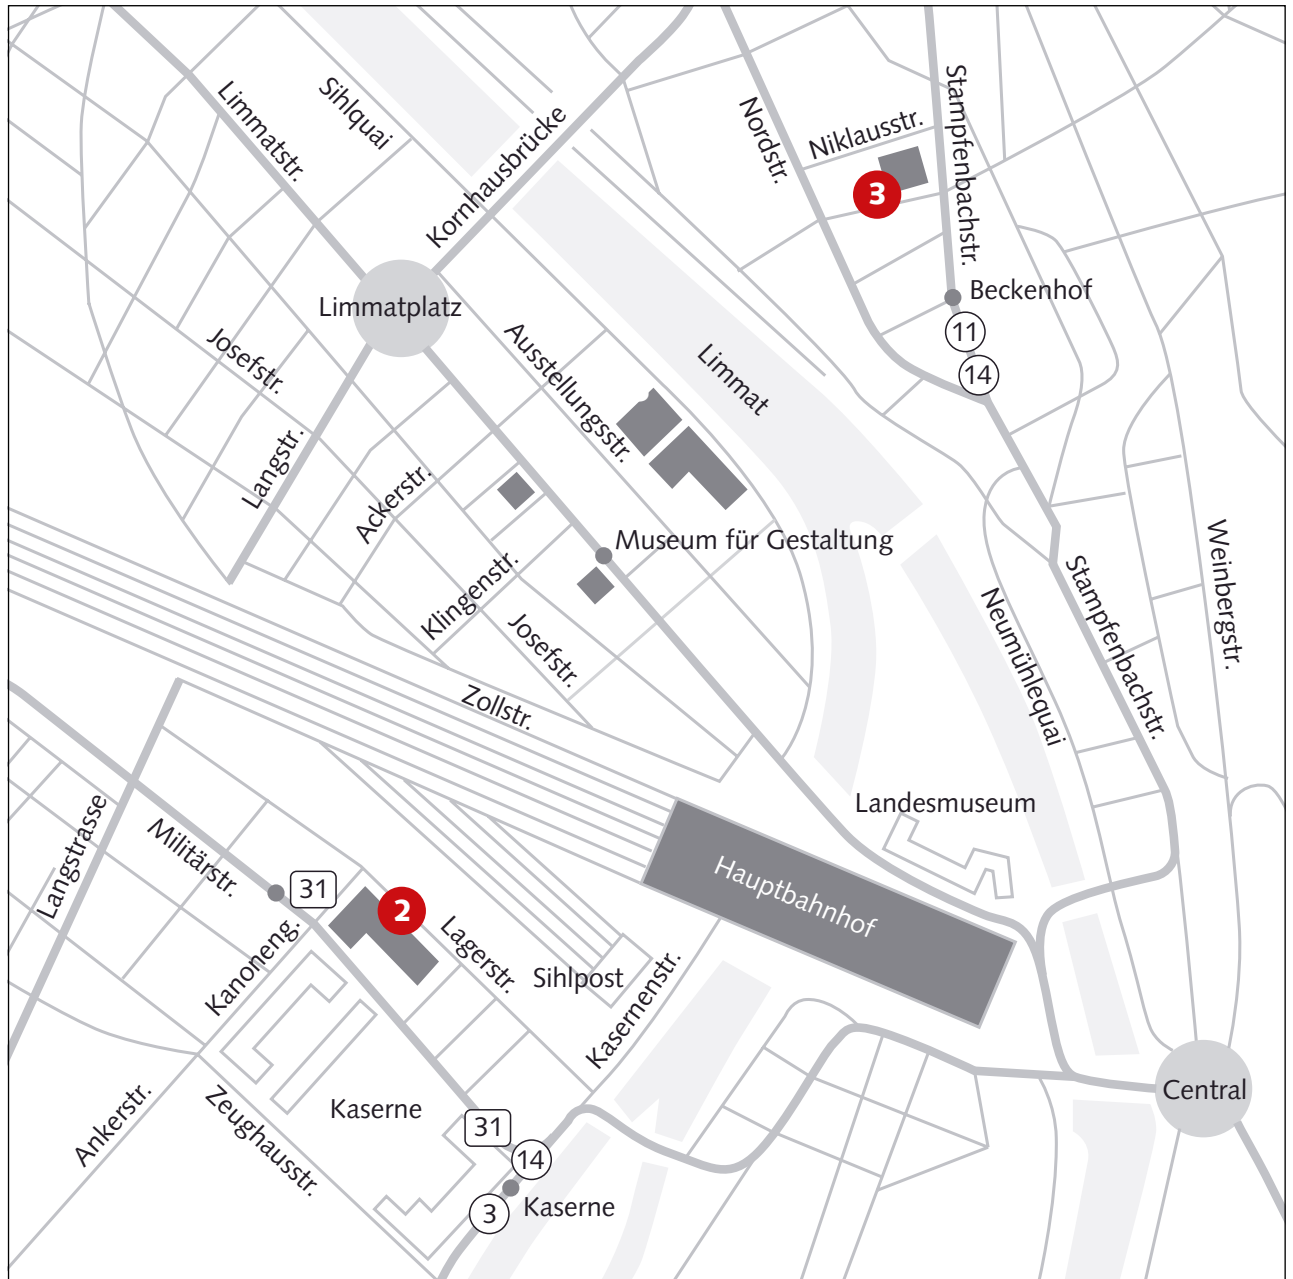 Sihlquai
Limmatstr.
Kornhausbrücke
Nordstr.
Niklausstr.
Stampfenbachstr.
3
Beckenhof
11
14
Limmatplatz
Josefstr.
Langstr.
Ausstellungsstr.
Limmat
Ackerstr.
Klingenstr.
Museum für Gestaltung
Josefstr.
Zollstr.
Neumühlequai
Stampfenbachstr.
Weinbergstr.
Landesmuseum
Hauptbahnhof
Langstrasse
Militärstr.
31
2
Kanoneng.
Lagerstr.
Sihlpost
Kasernenstr.
Ankerstr.
Zeughausstr.
Kaserne
31
14
3
Kaserne
Central